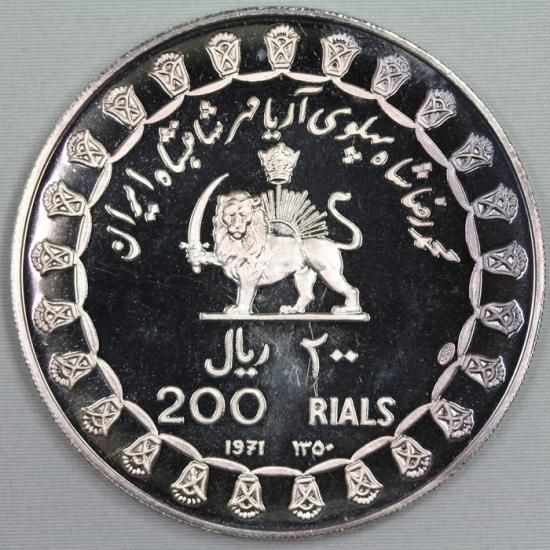 محمدرضا شاه پهلوی آریامهر شاهنشاه ایران
۲۰۰ ریال
200 RIALS
1971 ۱۳۵۰